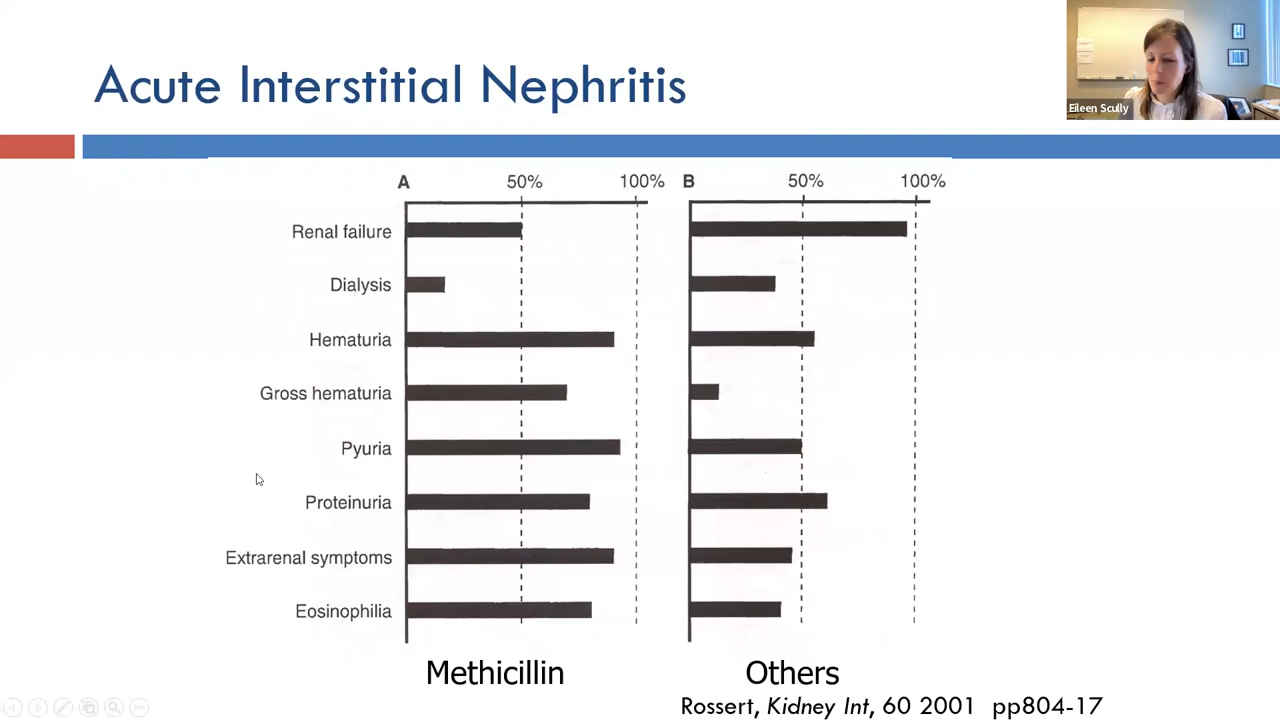 Acute Interstitial Nephritis
Eileen Scully
A 50% 100% B 50% 100%
Renal failure
Dialysis
Hematuria
Gross hematuria
Pyuria
Proteinuria
Extrarenal symptoms
Eosinophilia
Methicillin Others
Rossert, Kidney Int, 60 2001 pp804-17